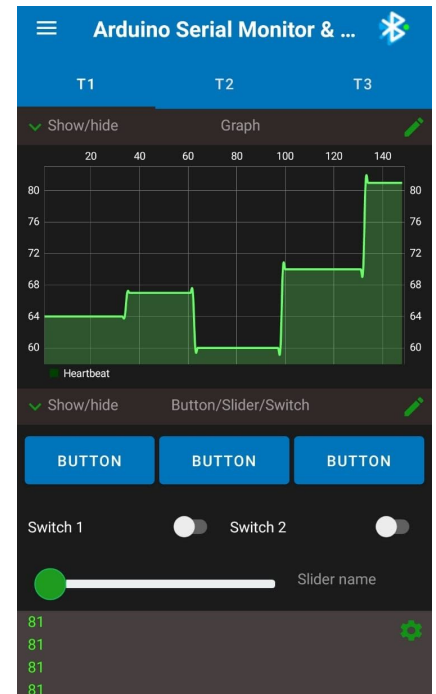 Arduino Serial Monitor & ...
T1 T2 T3
Show/hide Graph
20 40 60 80 100 120 140
80 80
76 76
72 72
68 68
64 64
60 60
Heartbeat
Show/hide Button/Slider/Switch
BUTTON BUTTON BUTTON
Switch 1 Switch 2
Slider name
81
81
81
81